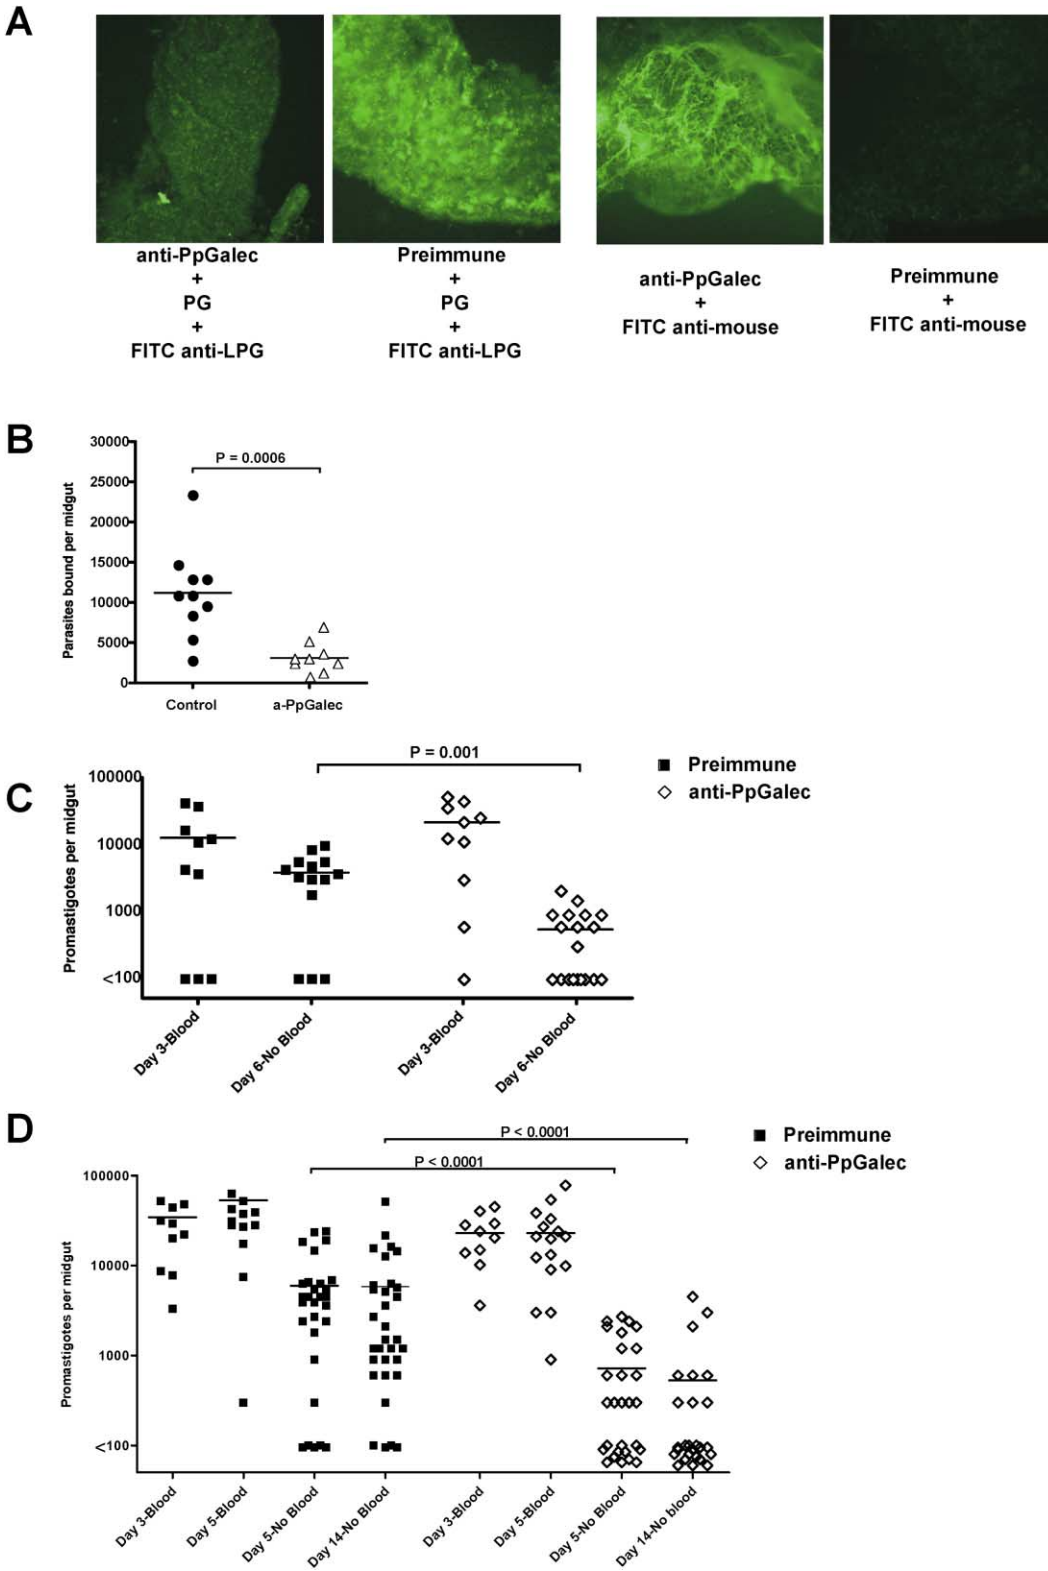 A
anti-PpGalec
+
PG
+
FITC anti-LPG
Preimmune
+
PG
+
FITC anti-LPG
anti-PpGalec
+
FITC anti-mouse
Preimmune
+
FITC anti-mouse
B
Parasites bound per midgut
30000
25000
20000
15000
10000
5000
0
P = 0.0006
Control
a-PpGalec
C
Promastigotes per midgut
100000
10000
1000
<100
P = 0.001
Preimmune
anti-PpGalec
Day 3-Blood
Day 6-No Blood
Day 3-Blood
Day 6-No Blood
D
Promastigotes per midgut
100000
10000
1000
<100
P < 0.0001
P < 0.0001
Preimmune
anti-PpGalec
Day 3-Blood
Day 5-Blood
Day 5-No Blood
Day 14-No Blood
Day 3-Blood
Day 5-Blood
Day 5-No Blood
Day 14-No blood